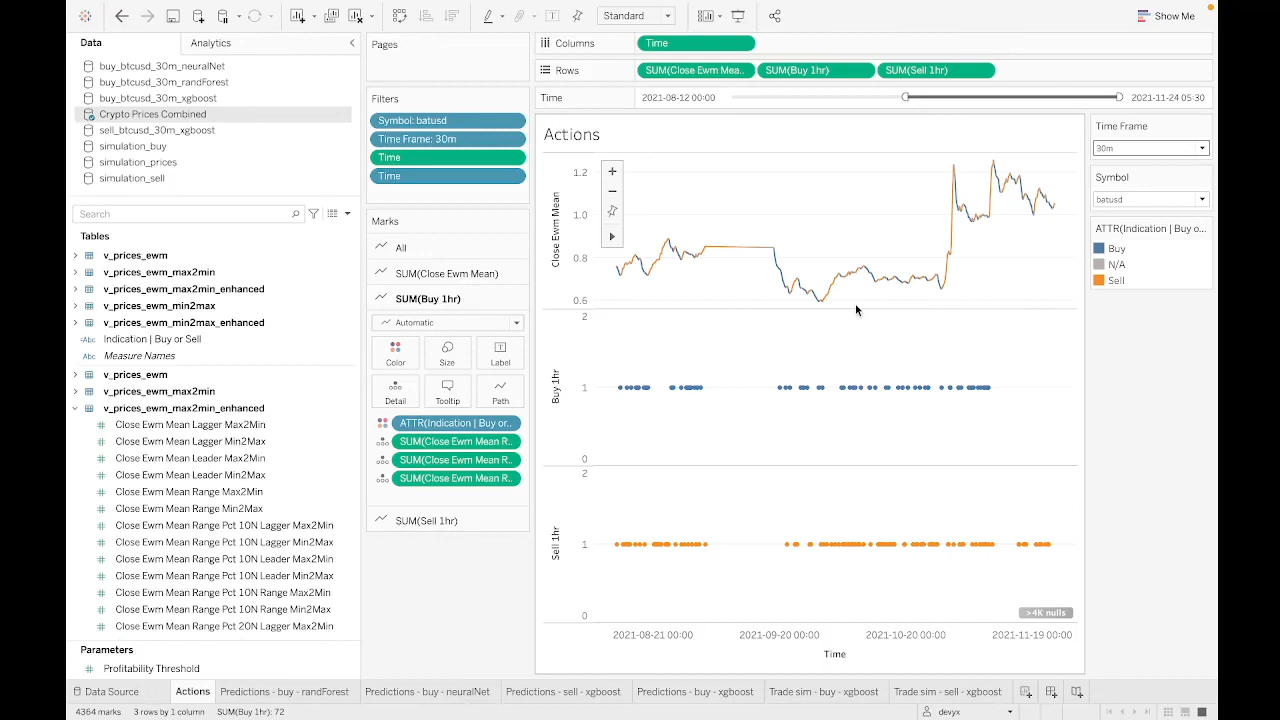 Standard
Show Me
Data
Analytics
buy_btcusd_30m_neuralNet
buy_btcusd_30m_randforest
buy_btcusd_30m_xgboost
Crypto Prices Combined
sell_btcusd_30m_xgboost
simulation_buy
simulation_prices
simulation_sell
Search
Tables
v_prices_ewm
v_prices_ewm_max2min
v_prices_ewm_max2min_enhanced
v_prices_ewm_min2max
v_prices_ewm_min2max_enhanced
Abc Indication | Buy or Sell
Abc Measure Names
v_prices_ewm
v_prices_ewm_max2min
v_prices_ewm_max2min_enhanced
Close Ewm Mean Lagger Max2Min
Close Ewm Mean Lagger Min2Max
Close Ewm Mean Leader Max2Min
Close Ewm Mean Leader Min2Max
Close Ewm Mean Range Max2Min
Close Ewm Mean Range Min2Max
Close Ewm Mean Range Pct 10N Lagger Max2Min
Close Ewm Mean Range Pct 10N Lagger Min2Max
Close Ewm Mean Range Pct 10N Leader Max2Min
Close Ewm Mean Range Pct 10N Leader Min2Max
Close Ewm Mean Range Pct 10N Range Max2Min
Close Ewm Mean Range Pct 10N Range Min2Max
Close Ewm Mean Range Pct 20N Lagger Max2Min
Parameters
Profitability Threshold
Pages
Filters
Symbol: batusd
Time Frame: 30m
Time
Time
Marks
All
SUM(Close Ewm Mean)
SUM(Buy 1hr)
Automatic
Color
Size
Label
Detail
Tooltip
Path
ATTR(Indication | Buy or..
SUM(Close Ewm Mean R..
SUM(Close Ewm Mean R..
SUM(Close Ewm Mean R..
SUM(Sell 1hr)
Columns
Time
Rows
SUM(Close Ewm Mea..
SUM(Buy 1hr)
SUM(Sell 1hr)
Time
2021-08-12 00:00
2021-11-24 05:30
Actions
Close Ewm Mean
1.2
1.0
0.8
0.6
Buy 1hr
2
1
0
Sell 1hr
2
1
0
>4K nulls
2021-08-21 00:00
2021-09-20 00:00
2021-10-20 00:00
2021-11-19 00:00
Time
Time Frame
30m
Symbol
batusd
ATTR(Indication | Buy o...
Buy
N/A
Sell
Data Source
Actions
Predictions - buy - randForest
Predictions - buy - neuralNet
Predictions - sell - xgboost
Predictions - buy - xgboost
Trade sim - buy - xgboost
Trade sim - sell - xgboost
4364 marks
3 rows by 1 column
SUM(Buy 1hr): 72
devyx